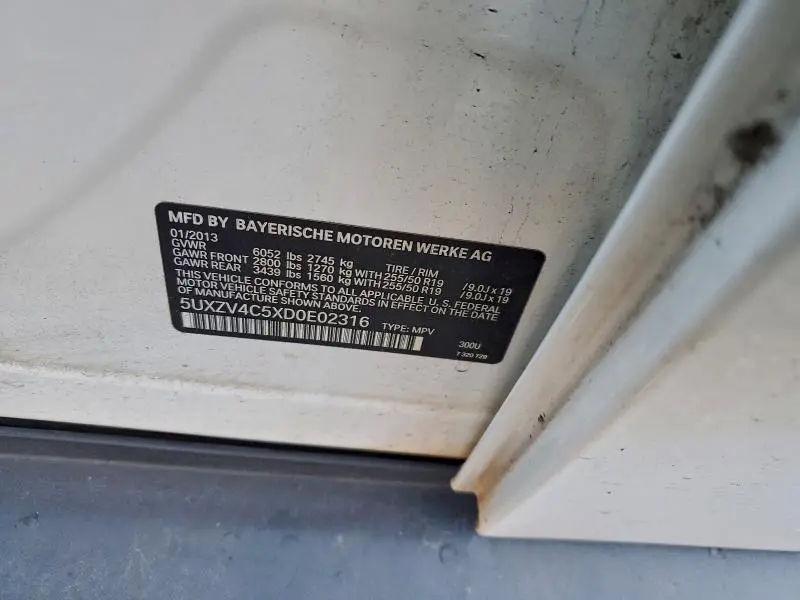 MFD BY BAYERISCHE MOTOREN WERKE AG
01/2013
GVWR 6052 lbs 2745 kg TIRE / RIM
GAWR FRONT 2800 lbs 1270 kg WITH 255/50 R19 /9.0J x 19
GAWR REAR 3439 lbs 1560 kg WITH 255/50 R19 /9.0J x 19
THIS VEHICLE CONFORMS TO ALL APPLICABLE U.S.
MOTOR VEHICLE SAFETY STANDARDS IN EFFECT ON THE DATE
OF MANUFACTURE SHOWN ABOVE.
5UXZV4C5XD0E02316 TYPE: MPV
300U
7 320 729